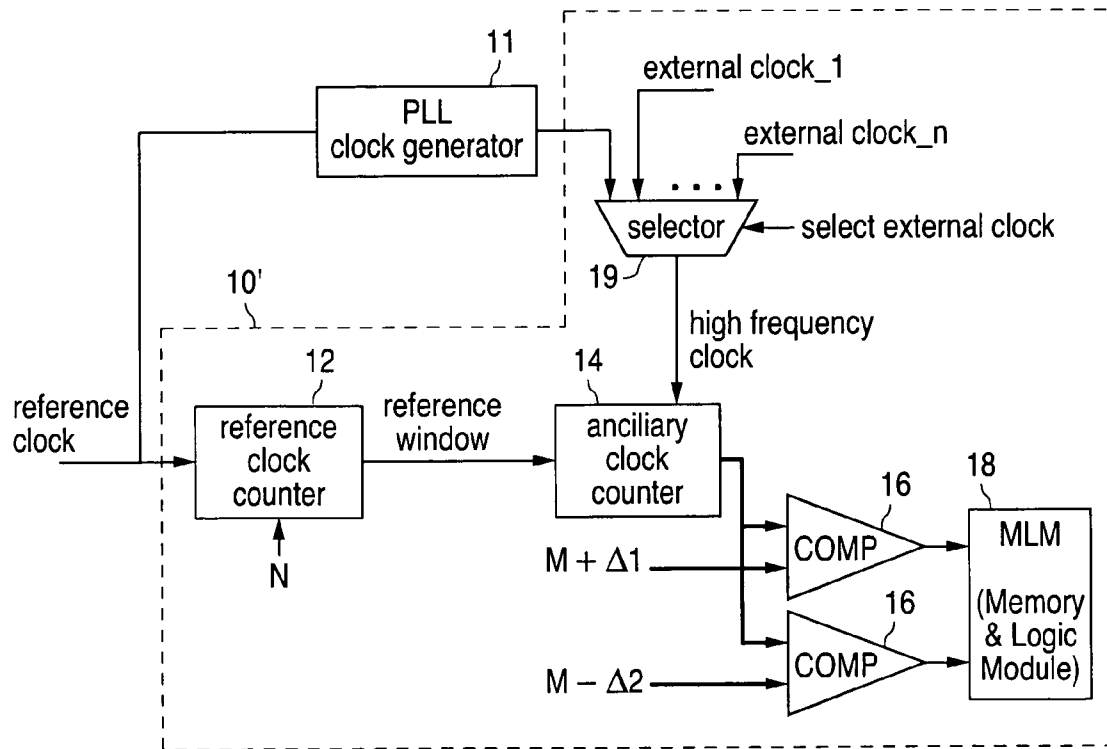 11
PLL
clock generator
external clock_1
external clock_n
. . .
selector
select external clock
19
10'
high frequency
clock
12
14
reference
clock
reference
clock
counter
reference
window
anciliary
clock
counter
N
16
18
COMP
MLM
(Memory
& Logic
Module)
M + Δ1
16
COMP
M − Δ2